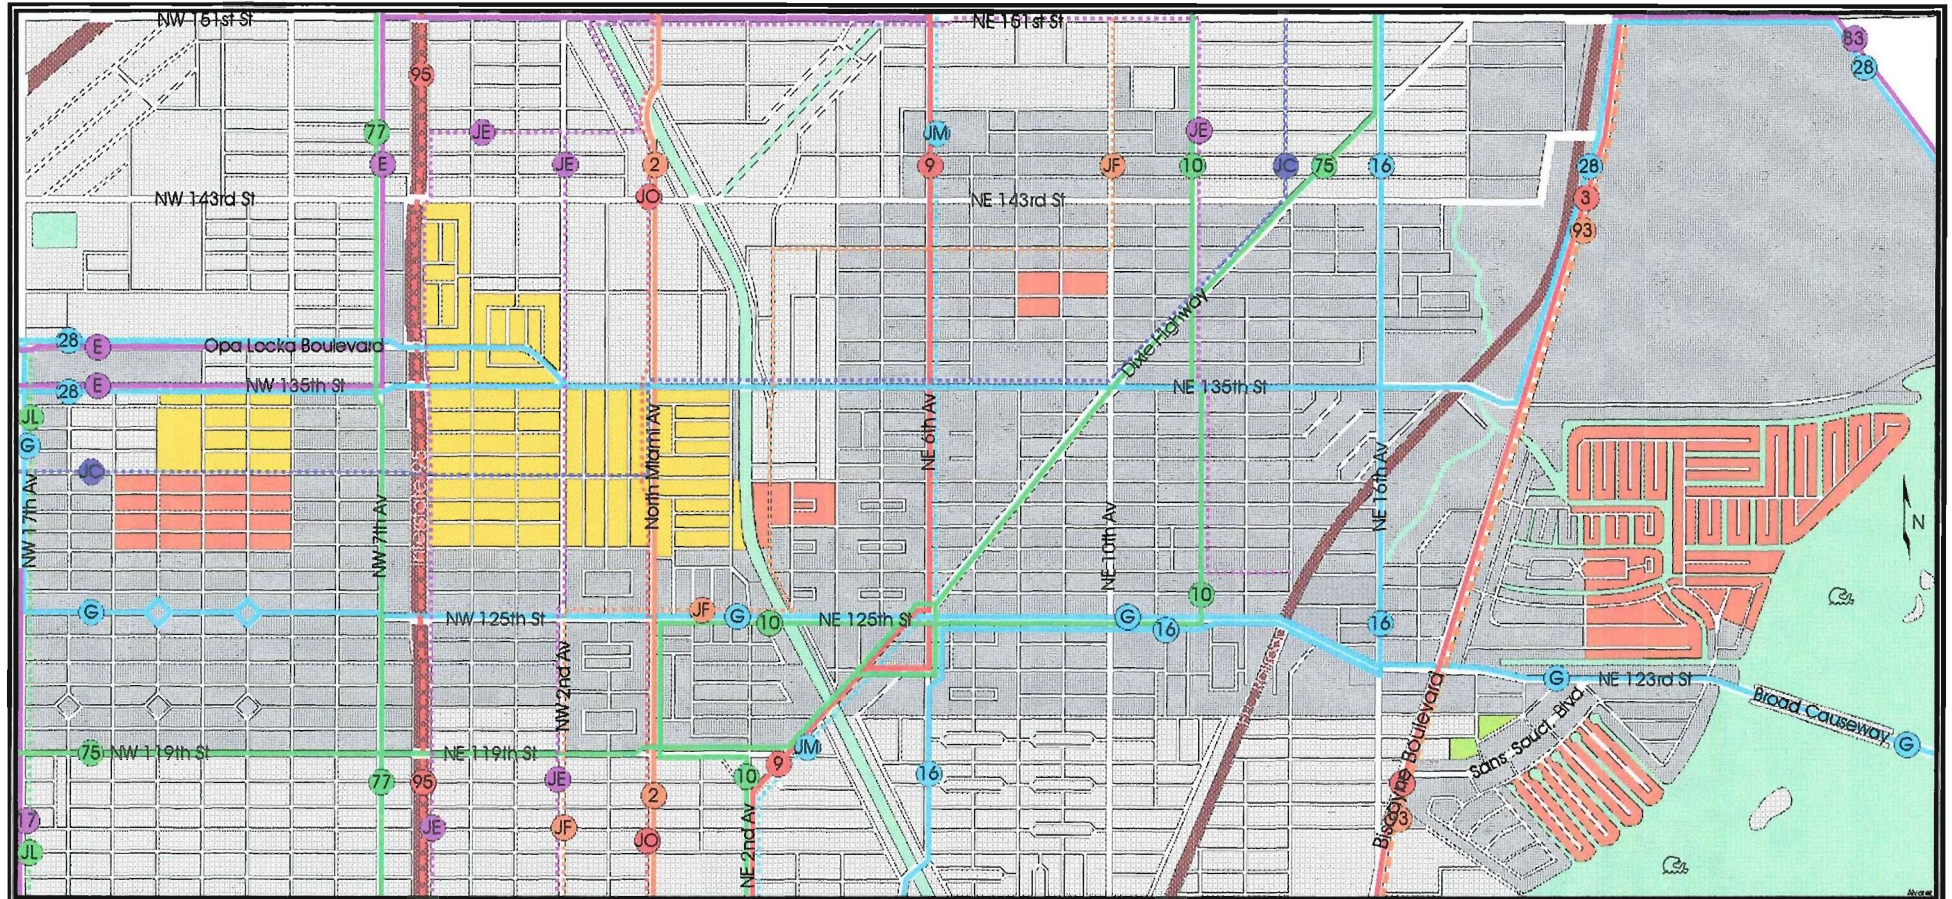 NW 151st St
NE 151st St
83
28
95
77
JE
JM
JE
E
JE
2
9
JF
10
JC
75
16
28
JO
3
NW 143rd St
NE 143rd St
93
Dixie Highway
28
E
Opa Locka Boulevard
28
E
NW 135th St
NE 135th St
JL
G
JC
NW 17th Av
NW 7th Av
Interstate 95
North Miami Av
NE 6th Av
NE 10th Av
NE 16th Av
N
G
NW 125th St
JF
G
10
NE 125th St
G
16
10
16
NW 2nd Av
G
NE 123rd St
Broad Causeway
G
Sans Souci Blvd
Biscayne Boulevard
75
NW 119th St
NE 119th St
JM
9
10
16
77
95
JE
2
17
JE
JF
JO
93
JL
NE 2nd Av